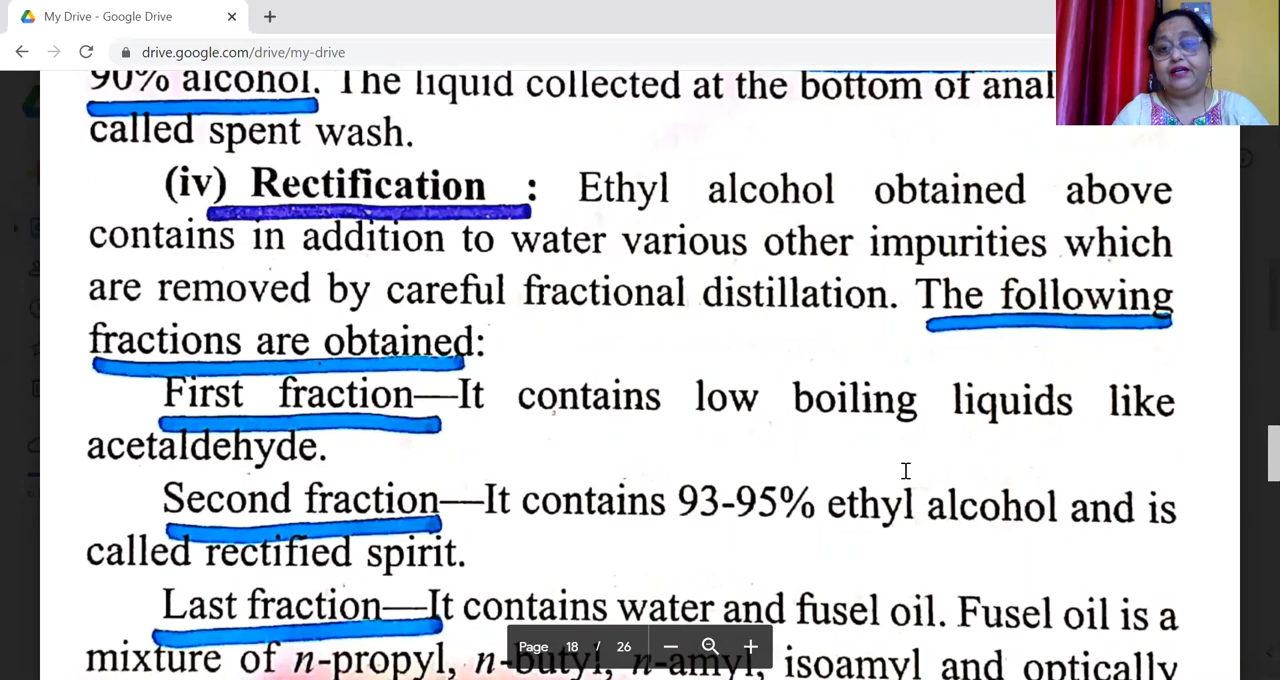 My Drive - Google Drive
drive.google.com/drive/my-drive
90% alcohol. The liquid collected at the bottom of anal
called spent wash.
(iv) Rectification : Ethyl alcohol obtained above
contains in addition to water various other impurities which
are removed by careful fractional distillation. The following
fractions are obtained:
First fraction—It contains low boiling liquids like
acetaldehyde.
Second fraction—It contains 93-95% ethyl alcohol and is
called rectified spirit.
Last fraction—It contains water and fusel oil. Fusel oil is a
mixture of n-propyl, n-butyl, n-amyl, isoamyl and optically
Page 18 / 26